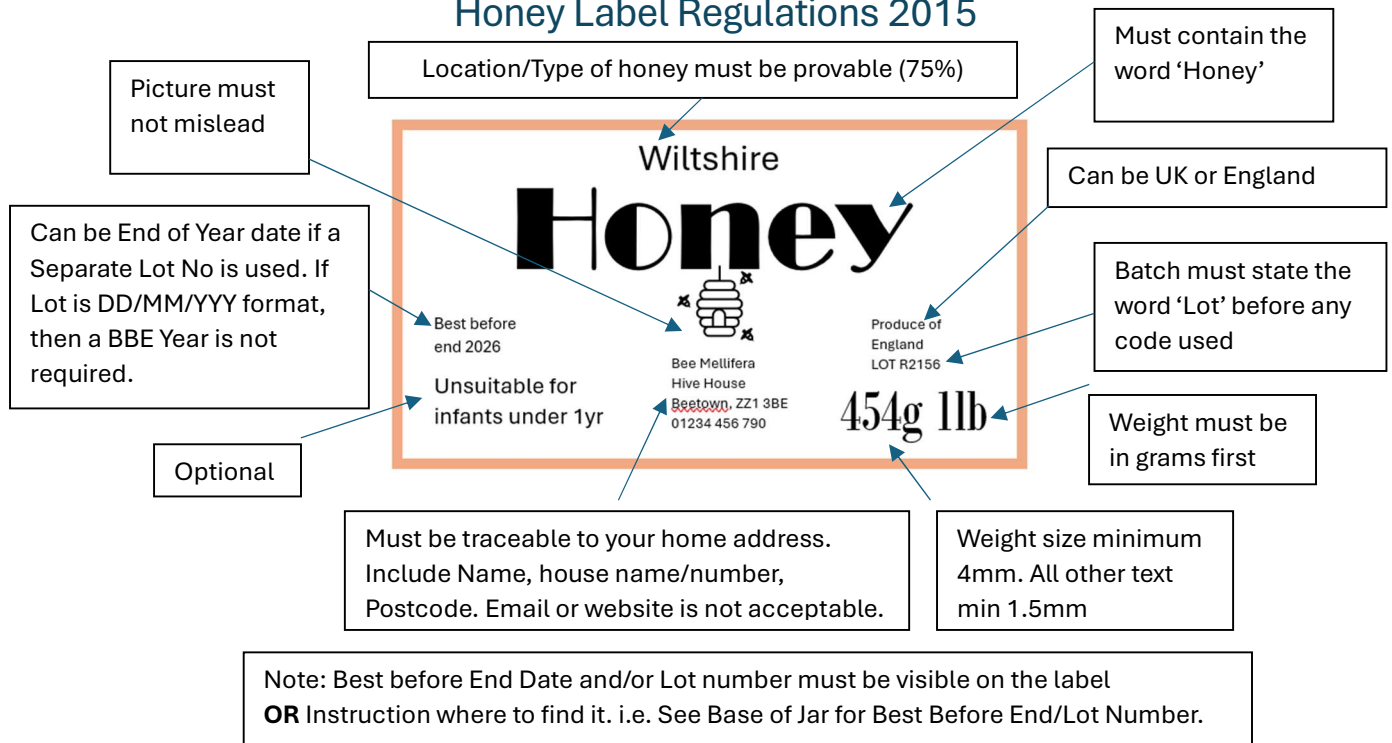 Honey Label Regulations 2015
Location/Type of honey must be provable (75%)
Must contain the
word ‘Honey’
Picture must
not mislead
Can be UK or England
Can be End of Year date if a
Separate Lot No is used. If
Lot is DD/MM/YYY format,
then a BBE Year is not
required.
Batch must state the
word ‘Lot’ before any
code used
Wiltshire
Honey
Best before
end 2026
Unsuitable for
infants under 1yr
Bee Mellifera
Hive House
Beetown, ZZ1 3BE
01234 456 790
Produce of
England
LOT R2156
454g 1lb
Optional
Weight must be
in grams first
Must be traceable to your home address.
Include Name, house name/number,
Postcode. Email or website is not acceptable.
Weight size minimum
4mm. All other text
min 1.5mm
Note: Best before End Date and/or Lot number must be visible on the label
OR Instruction where to find it. i.e. See Base of Jar for Best Before End/Lot Number.